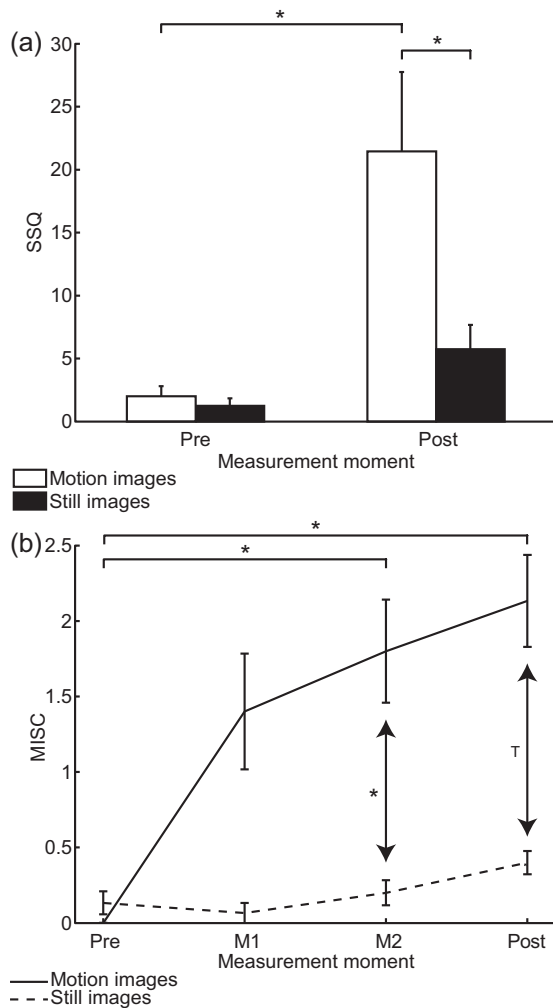 (a)
*
*
30
25
20
15
10
5
0
SSQ
Pre
Post
Measurement moment
Motion images
Still images
(b)
*
*
2.5
2
1.5
1
0.5
0
MISC
*
T
Pre
M1
M2
Post
Measurement moment
Motion images
Still images